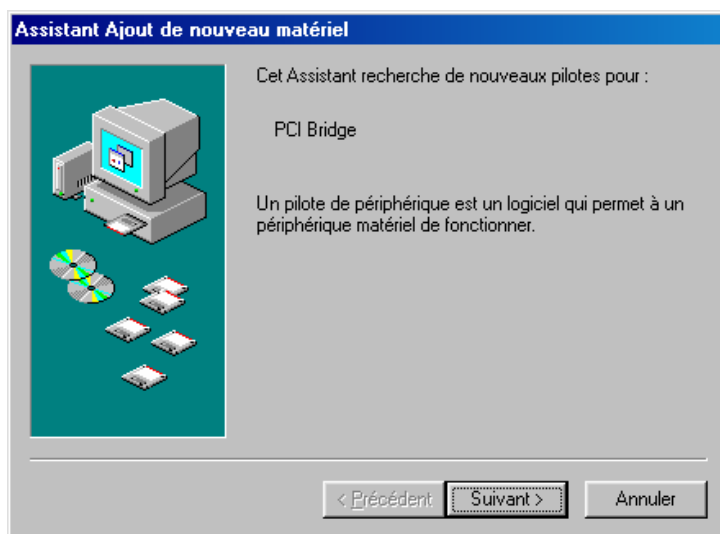 Assistant Ajout de nouveau matériel
Cet Assistant recherche de nouveaux pilotes pour :
PCI Bridge
Un pilote de périphérique est un logiciel qui permet à un
périphérique matériel de fonctionner.
< Précédent
Suivant >
Annuler